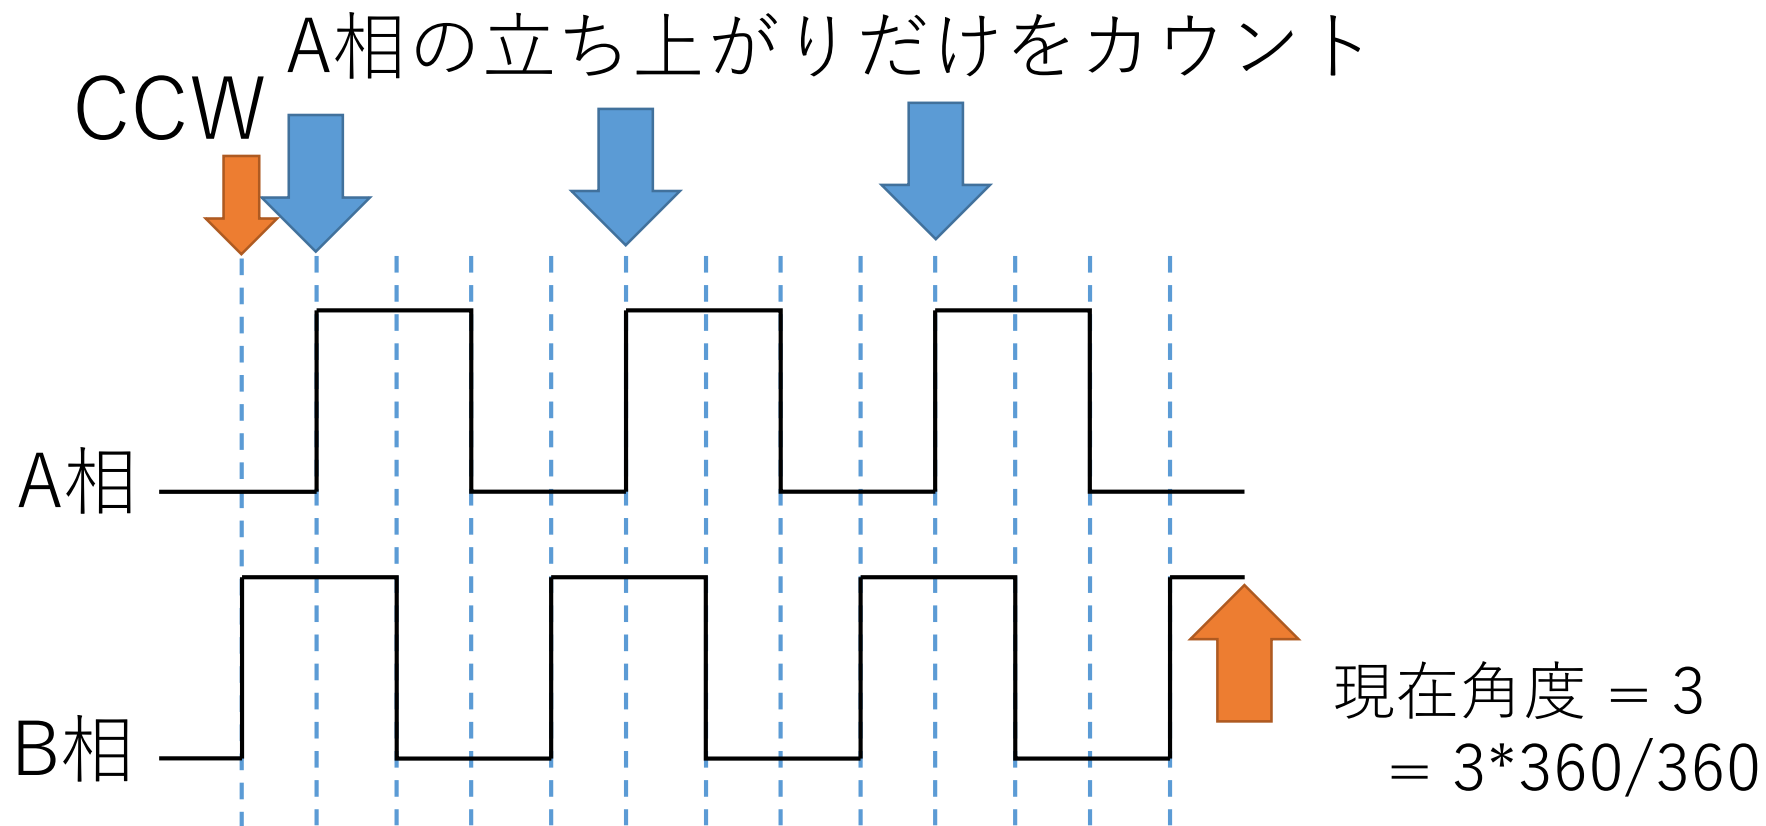 A相の立ち上がりだけをカウント
CCW
A相
B相
現在角度 = 3
= 3*360/360